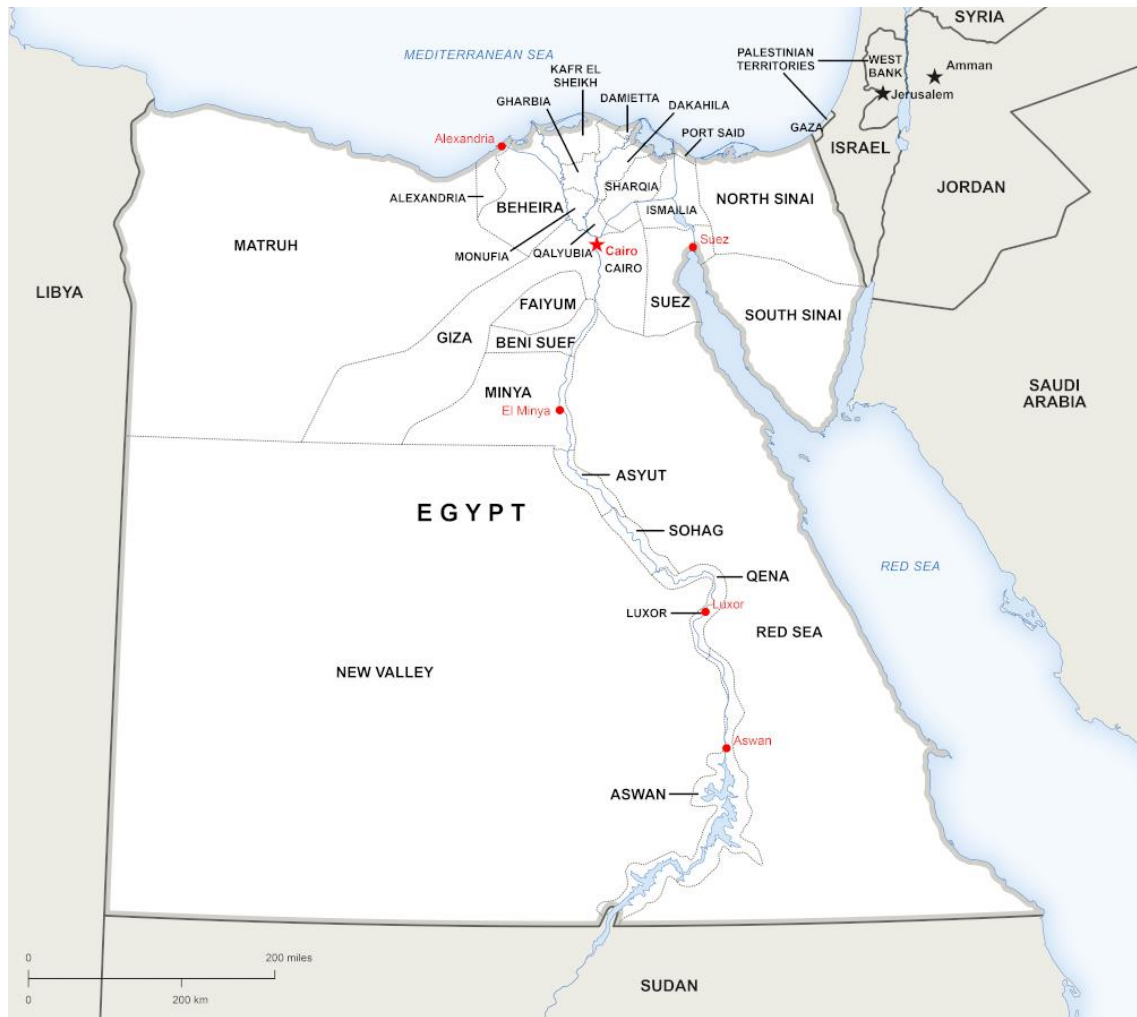 SYRIA
MEDITERRANEAN SEA
PALESTINIAN
TERRITORIES
WEST
BANK
Amman
Jerusalem
KAFR EL
SHEIKH
GHARBIA
DAMIETTA
DAKAHILA
PORT SAID
GAZA
ISRAEL
Alexandria
JORDAN
ALEXANDRIA
BEHEIRA
SHARQIA
ISMAILIA
NORTH SINAI
MATRUH
MONUFIA
QALYUBIA
Cairo
CAIRO
Suez
LIBYA
FAIYUM
SUEZ
SOUTH SINAI
GIZA
BENI SUEF
MINYA
El Minya
SAUDI
ARABIA
ASYUT
EGYPT
SOHAG
QENA
RED SEA
LUXOR
Luxor
RED SEA
NEW VALLEY
Aswan
ASWAN
0
200 miles
0
200 km
SUDAN